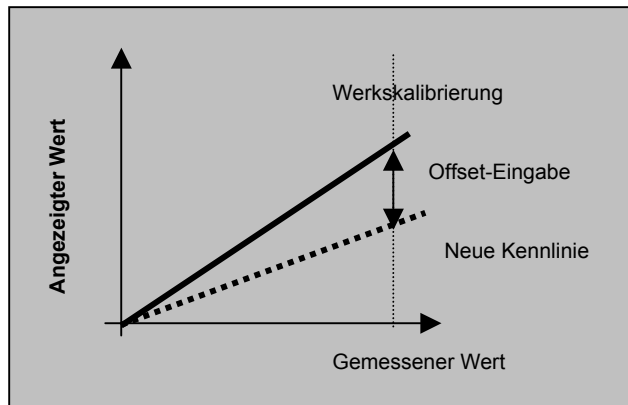 Werkskalibrierung
Angezeigter Wert
Offset-Eingabe
Neue Kennlinie
Gemessener Wert